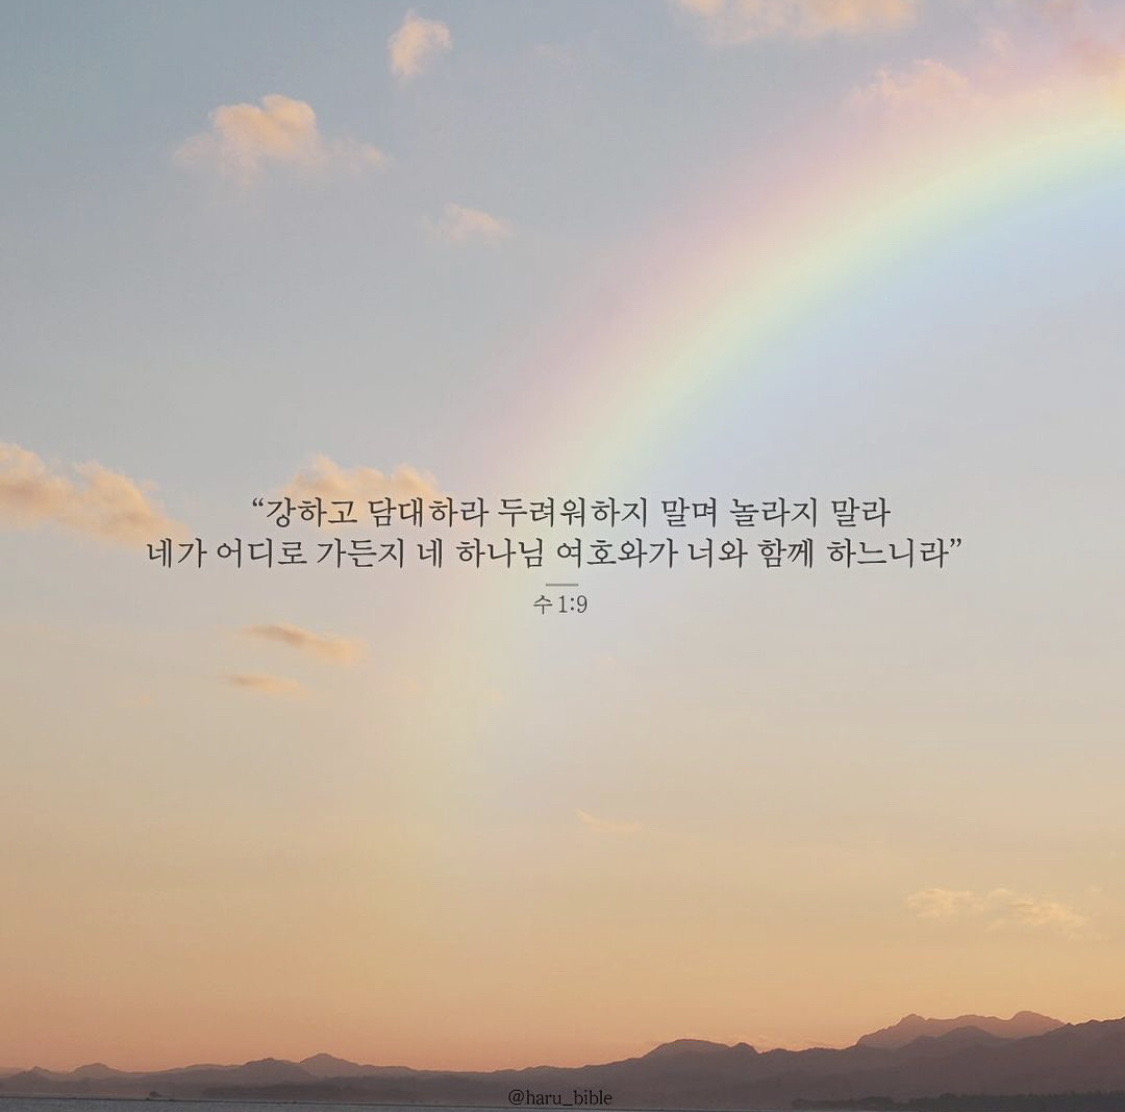 “강하고 담대하라 두려워하지 말며 놀라지 말라
네가 어디로 가든지 네 하나님 여호와가 너와 함께 하느니라”
수 1:9
@haru_bible